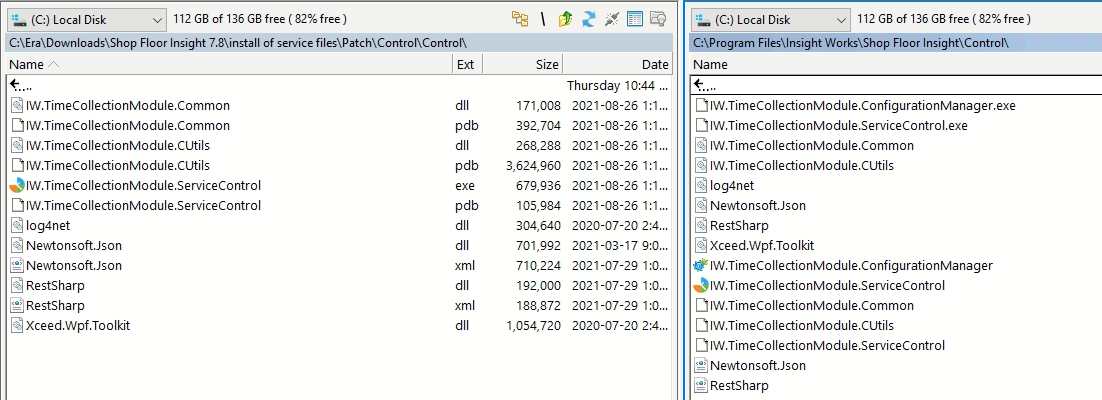 (C:) Local Disk 112 GB of 136 GB free ( 82% free ) \
C:\Era\Downloads\Shop Floor Insight 7.8\install of service files\Patch\Control\Control\
Name Ext Size Date
.. Thursday 10:44 ...
IW.TimeCollectionModule.Common dll 171,008 2021-08-26 1:1...
IW.TimeCollectionModule.Common pdb 392,704 2021-08-26 1:1...
IW.TimeCollectionModule.CUtils dll 268,288 2021-08-26 1:1...
IW.TimeCollectionModule.CUtils pdb 3,624,960 2021-08-26 1:1...
IW.TimeCollectionModule.ServiceControl exe 679,936 2021-08-26 1:1...
IW.TimeCollectionModule.ServiceControl pdb 105,984 2021-08-26 1:1...
log4net dll 304,640 2020-07-20 2:4...
Newtonsoft.Json dll 701,992 2021-03-17 9:0...
Newtonsoft.Json xml 710,224 2021-07-29 1:0...
RestSharp dll 192,000 2021-07-29 1:0...
RestSharp xml 188,872 2021-07-29 1:0...
Xceed.Wpf.Toolkit dll 1,054,720 2020-07-20 2:4...
(C:) Local Disk 112 GB of 136 GB free ( 82% free )
C:\Program Files\Insight Works\Shop Floor Insight\Control\
Name
..
IW.TimeCollectionModule.ConfigurationManager.exe
IW.TimeCollectionModule.ServiceControl.exe
IW.TimeCollectionModule.Common
IW.TimeCollectionModule.CUtils
log4net
Newtonsoft.Json
RestSharp
Xceed.Wpf.Toolkit
IW.TimeCollectionModule.ConfigurationManager
IW.TimeCollectionModule.ServiceControl
IW.TimeCollectionModule.Common
IW.TimeCollectionModule.CUtils
IW.TimeCollectionModule.ServiceControl
Newtonsoft.Json
RestSharp